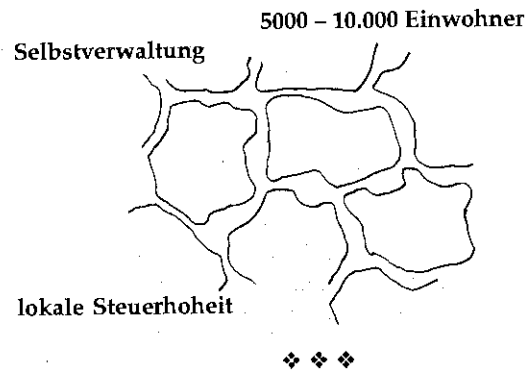 5000 – 10.000 Einwohner
Selbstverwaltung
lokale Steuerhoheit